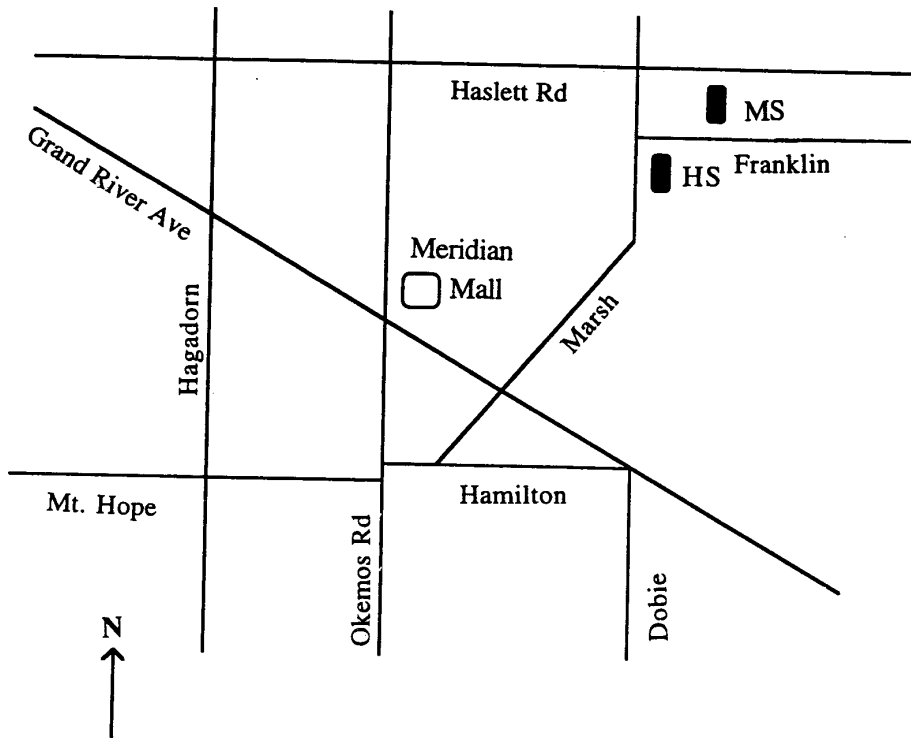 Haslett Rd
MS
Grand River Ave
HS
Franklin
Meridian
Mall
Marsh
Hagadorn
Mt. Hope
Hamilton
Okemos Rd
Dobie
N